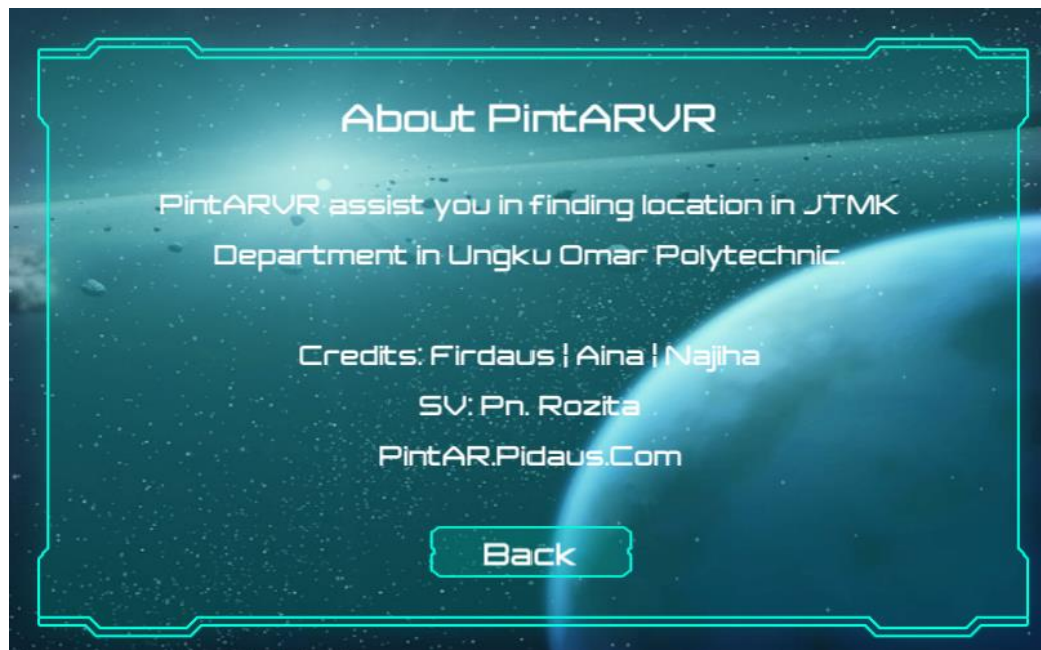 About PintARVR
PintARVR assist you in finding location in JTMK
Department in Ungku Omar Polytechnic.
Credits: Firdaus | Aina | Najiha
SV: Pn. Rozita
PintAR.Pidaus.Com
Back